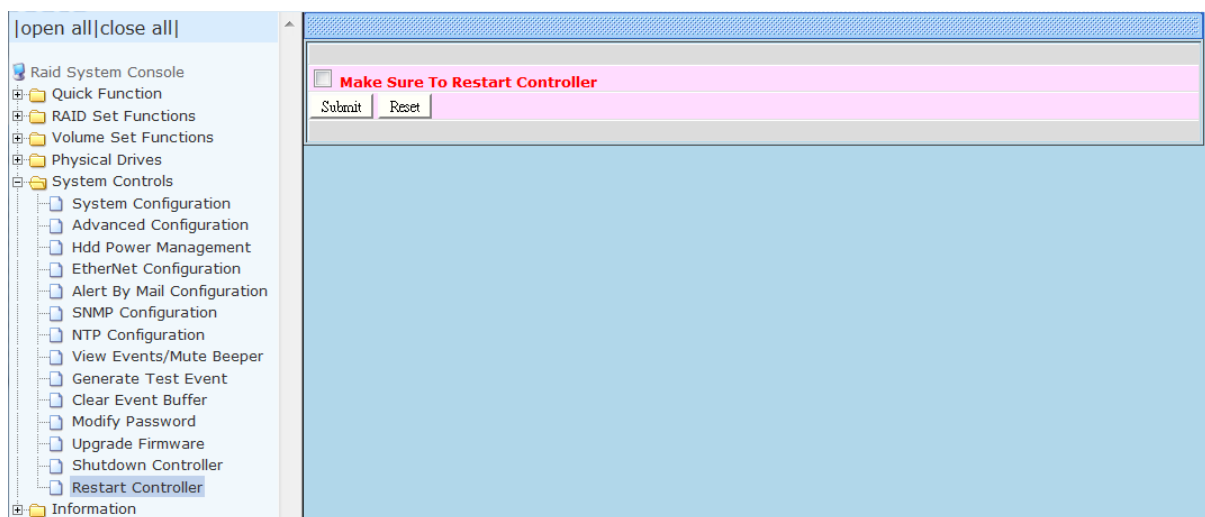 |open all|close all|
Raid System Console
Quick Function
RAID Set Functions
Volume Set Functions
Physical Drives
System Controls
System Configuration
Advanced Configuration
Hdd Power Management
EtherNet Configuration
Alert By Mail Configuration
SNMP Configuration
NTP Configuration
View Events/Mute Beeper
Generate Test Event
Clear Event Buffer
Modify Password
Upgrade Firmware
Shutdown Controller
Restart Controller
Information
Make Sure To Restart Controller
Submit Reset